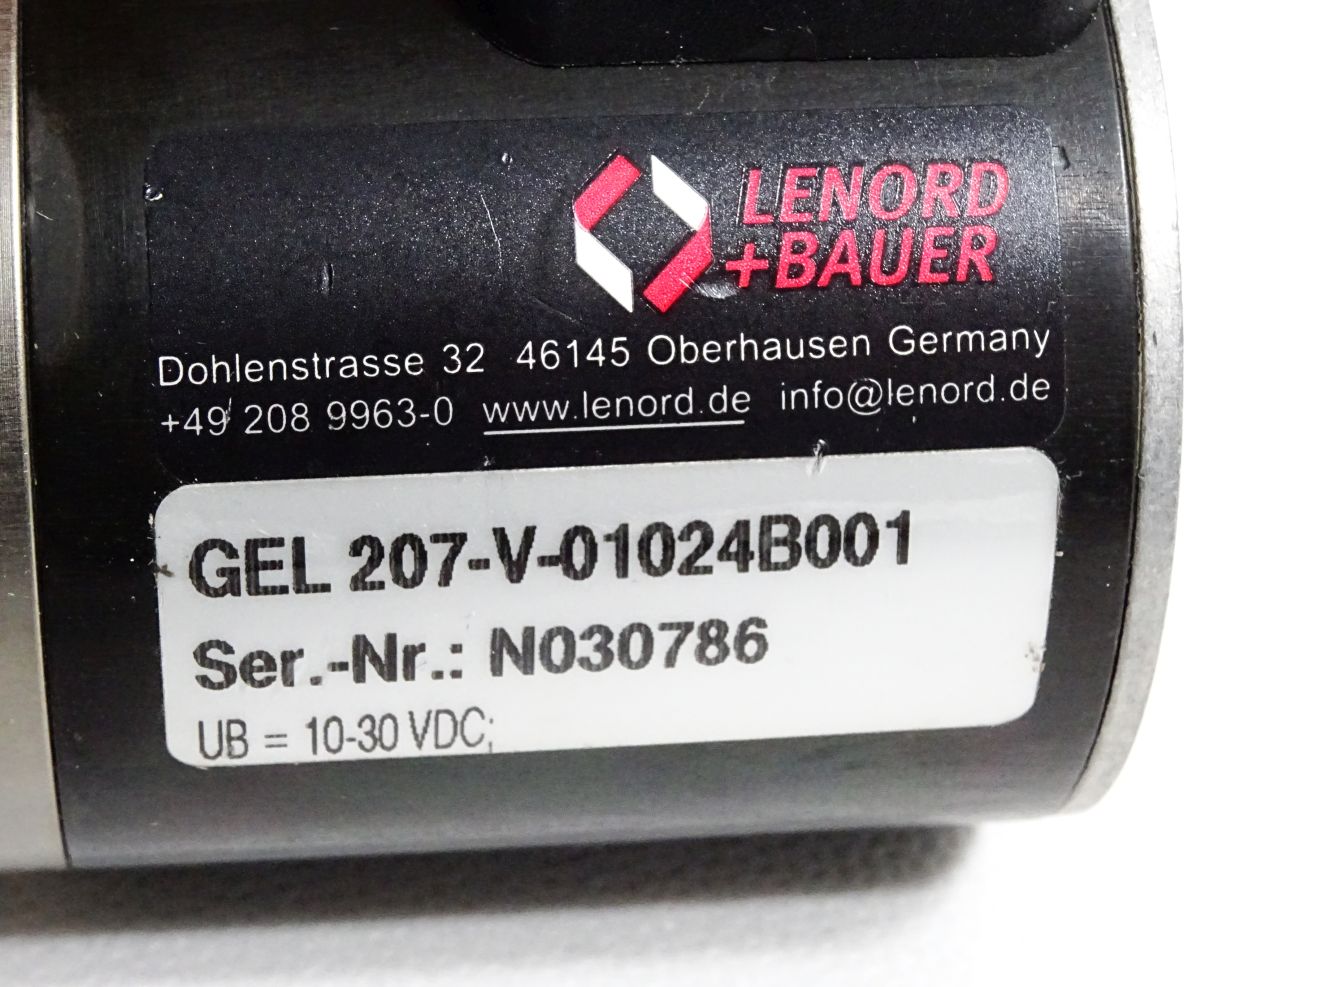 LENORD
+BAUER
Dohlenstrasse 32 46145 Oberhausen Germany
+49 208 9963-0 www.lenord.de info@lenord.de
GEL 207-V-01024B001
Ser.-Nr.: N030786
UB = 10-30 VDC;